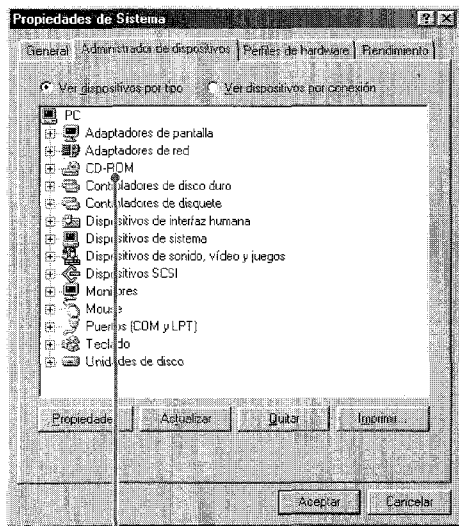 Propiedades de Sistema
General Administrador de dispositivos Perfiles de hardware Rendimiento
Ver dispositivos por tipo Ver dispositivos por conexión
PC
Adaptadores de pantalla
Adaptadores de red
CD-ROM
Controladores de disco duro
Controladores de disquete
Dispositivos de interfaz humana
Dispositivos de sistema
Dispositivos de sonido, vídeo y juegos
Dispositivos SCSI
Monitores
Mouse
Puertos (COM y LPT)
Teclado
Unidades de disco
Propiedades Actualizar Quitar Imprimir...
Aceptar Cancelar